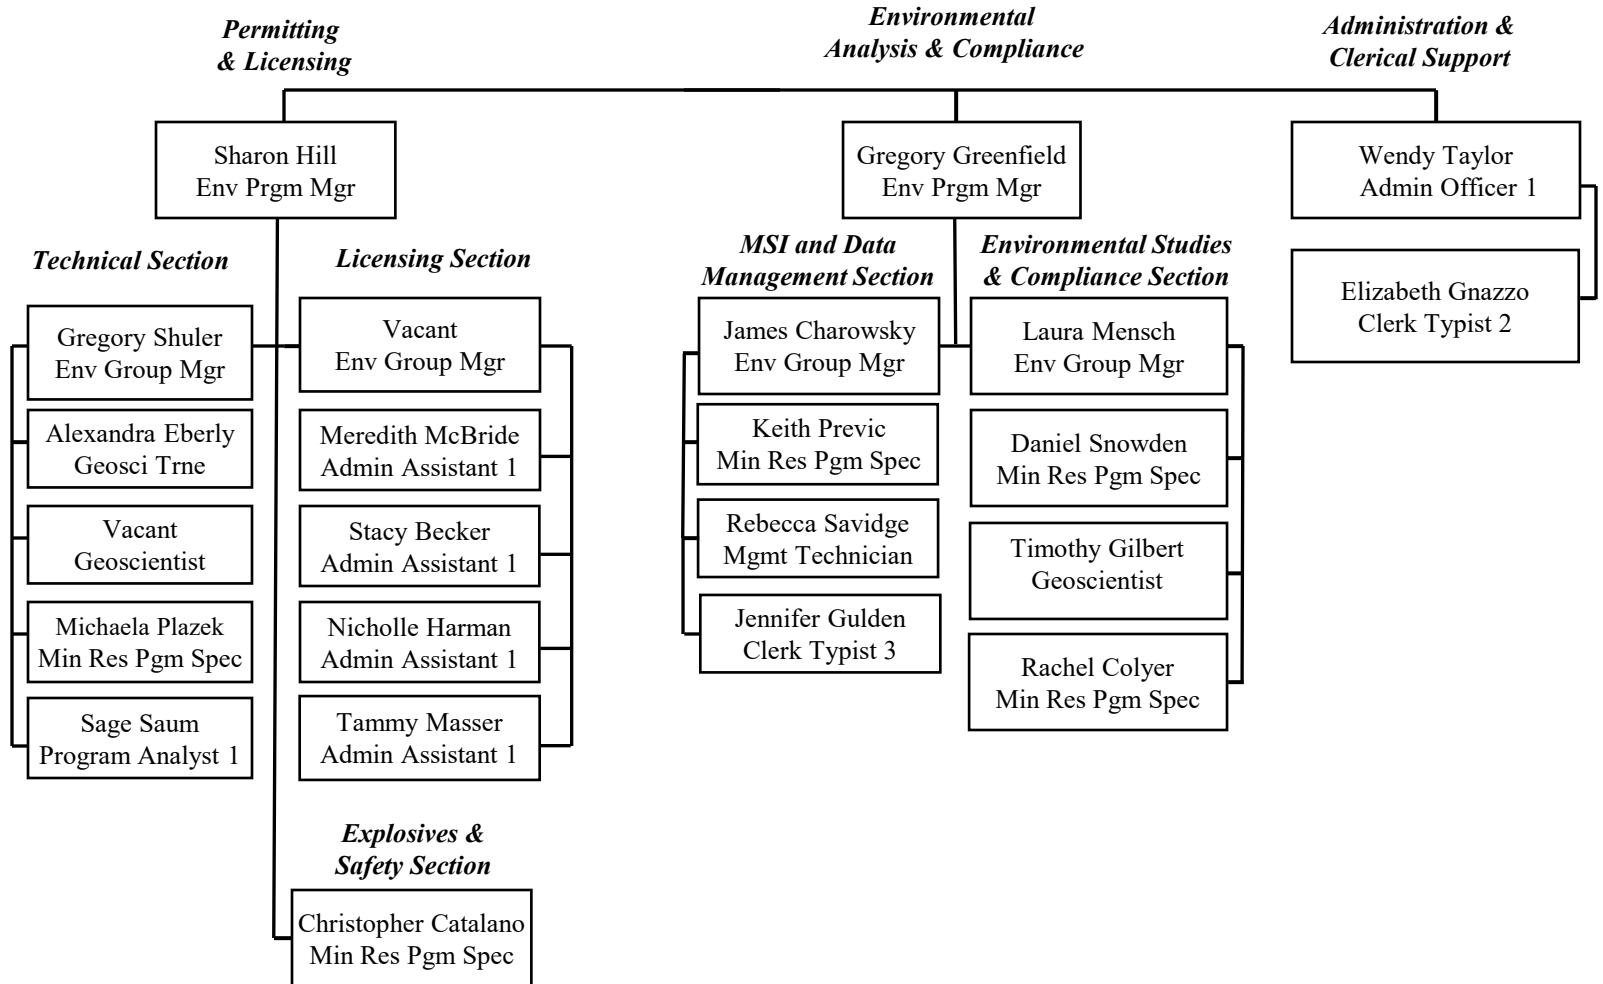 Permitting
& Licensing
Environmental
Analysis & Compliance
Administration &
Clerical Support
Sharon Hill
Env Prgm Mgr
Gregory Greenfield
Env Prgm Mgr
Wendy Taylor
Admin Officer 1
Elizabeth Gnazzo
Clerk Typist 2
Technical Section
Gregory Shuler
Env Group Mgr
Alexandra Eberly
Geosci Trne
Vacant
Geoscientist
Michaela Plazek
Min Res Pgm Spec
Sage Saum
Program Analyst 1
Licensing Section
Vacant
Env Group Mgr
Meredith McBride
Admin Assistant 1
Stacy Becker
Admin Assistant 1
Nicholle Harman
Admin Assistant 1
Tammy Masser
Admin Assistant 1
Explosives &
Safety Section
Christopher Catalano
Min Res Pgm Spec
MSI and Data
Management Section
James Charowsky
Env Group Mgr
Keith Previc
Min Res Pgm Spec
Rebecca Savidge
Mgmt Technician
Jennifer Gulden
Clerk Typist 3
Environmental Studies
& Compliance Section
Laura Mensch
Env Group Mgr
Daniel Snowden
Min Res Pgm Spec
Timothy Gilbert
Geoscientist
Rachel Colyer
Min Res Pgm Spec